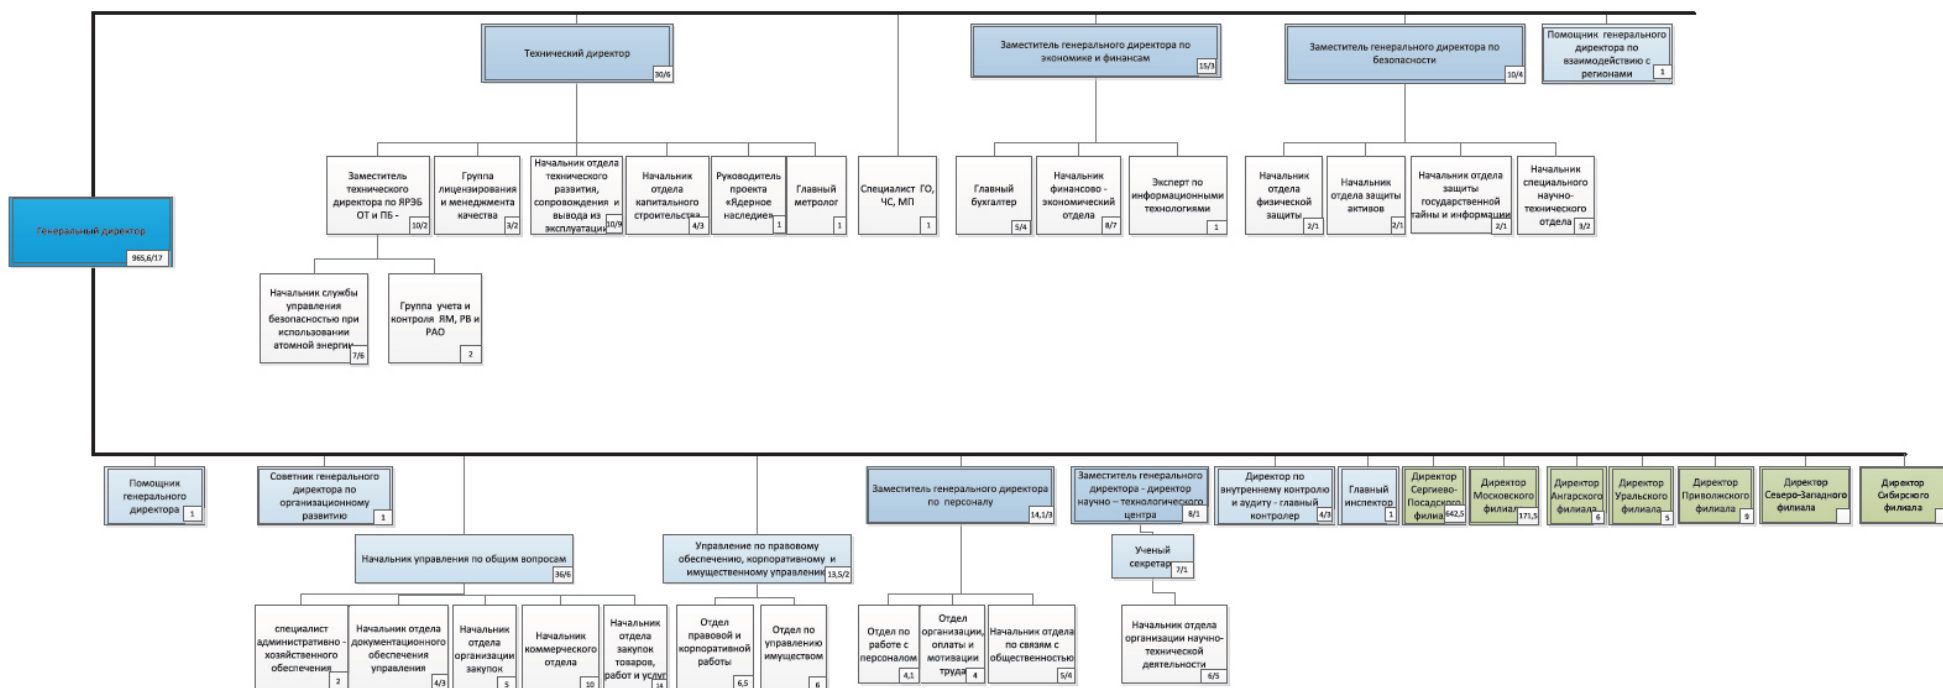 Технический директор
30/6
Заместитель генерального директора по
экономике и финансам
15/3
Заместитель генерального директора по
безопасности
10/4
Помощник генерального
директора по
взаимодействию с
регионами
1
Генеральный директор
965,6/17
Заместитель
технического
директора по ЯРЭБ
ОТ и ПБ -
10/2
Группа
лицензирования
и менеджмента
качества
3/2
Начальник отдела
технического
развития,
сопровождения и
вывода из
эксплуатации
10/9
Начальник
отдела
капитального
строительства
4/3
Руководитель
проекта
«Ядерное
наследие»
1
Главный
метролог
1
Специалист ГО,
ЧС, МП
1
Главный
бухгалтер
5/4
Начальник
финансово -
экономический
отдела
8/7
Эксперт по
информационными
технологиями
1
Начальник
отдела
физической
защиты
2/1
Начальник
отдела защиты
активов
2/1
Начальник отдела
защиты
государственной
тайны и информации
2/1
Начальник
специального
научно-
технического
отдела
3/2
Начальник службы
управления
безопасностью при
использовании
атомной энергии
7/6
Группа учета и
контроля ЯМ, РВ и
РАО
2
Помощник
генерального
директора
1
Советник генерального
директора по
организационному
развитию
1
Заместитель генерального директора
по персоналу
14,1/3
Заместитель генерального
директора - директор
научно – технологического
центра
8/1
Директор по
внутреннему контролю
и аудиту - главный
контролер
4/3
Главный
инспектор
1
Директор
Сергиево-
Посадского
филиала
642,5
Директор
Московского
филиала
171,5
Директор
Ангарского
филиала
6
Директор
Уральского
филиала
5
Директор
Приволжского
филиала
9
Директор
Северо-Западного
филиала
Директор
Сибирского
филиала
Начальник управления по общим вопросам
36/6
Управление по правовому
обеспечению, корпоративному и
имущественному управлению
13,5/2
Ученый
секретарь
7/1
специалист
административно -
хозяйственного
обеспечения
2
Начальник отдела
документационного
обеспечения
управления
4/3
Начальник
отдела
организации
закупок
5
Начальник
коммерческого
отдела
10
Начальник
отдела
закупок
товаров,
работ и услуг
14
Отдел
правовой и
корпоративной
работы
6,5
Отдел по
управлению
имуществом
6
Отдел по
работе с
персоналом
4,1
Отдел
организации,
оплаты и
мотивации
труда
4
Начальник отдела
по связям с
общественностью
5/4
Начальник отдела
организации научно-
технической
деятельности
6/5